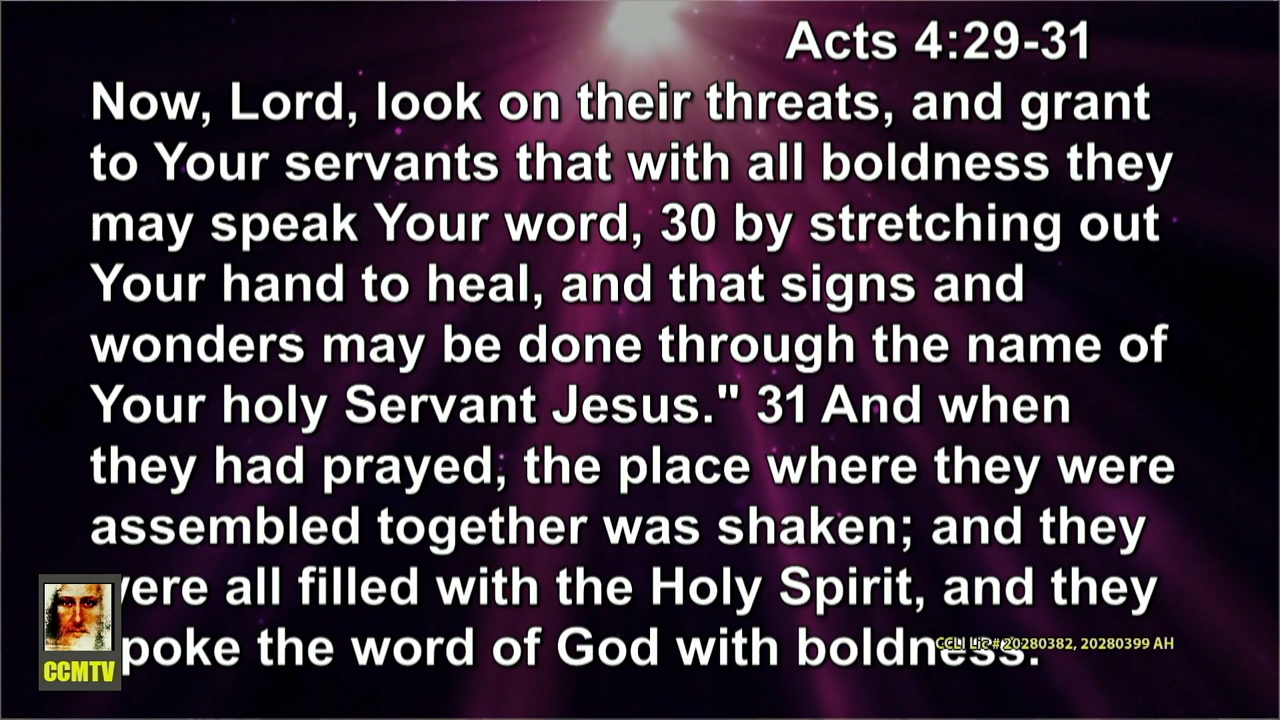 Acts 4:29-31
Now, Lord, look on their threats, and grant
to Your servants that with all boldness they
may speak Your word, 30 by stretching out
Your hand to heal, and that signs and
wonders may be done through the name of
Your holy Servant Jesus." 31 And when
they had prayed, the place where they were
assembled together was shaken; and they
were all filled with the Holy Spirit, and they
spoke the word of God with boldness.
CCLI Lic# 20280382, 20280399 AH
CCMTV